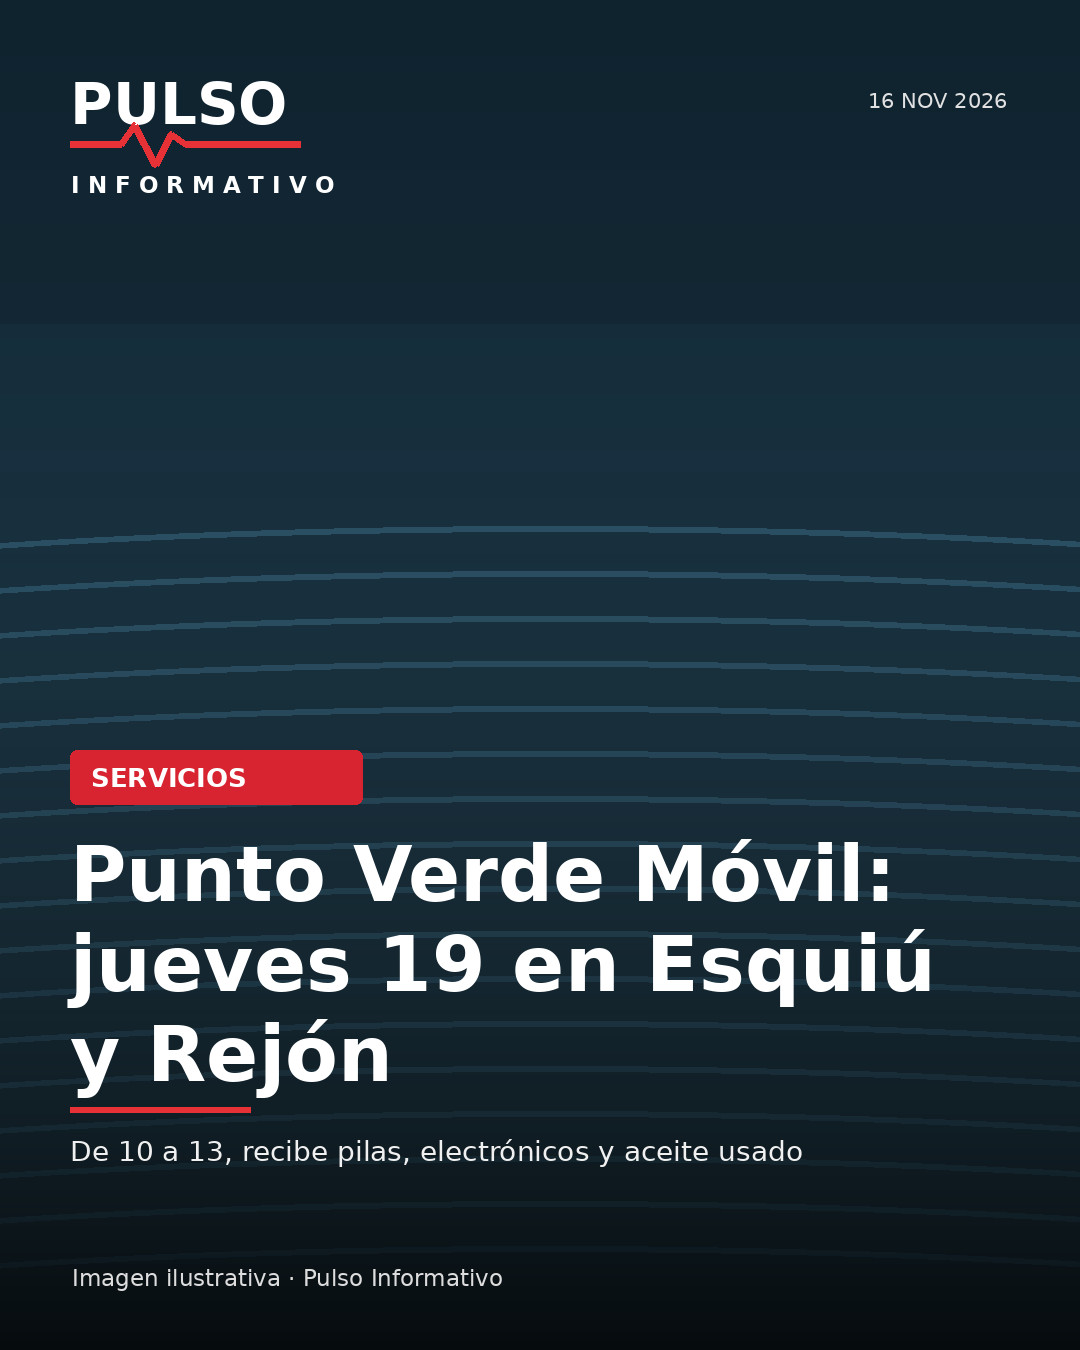 PULSO
INFORMATIVO
16 NOV 2026
SERVICIOS
Punto Verde Móvil:
jueves 19 en Esquiú
y Rejón
De 10 a 13, recibe pilas, electrónicos y aceite usado
Imagen ilustrativa · Pulso Informativo